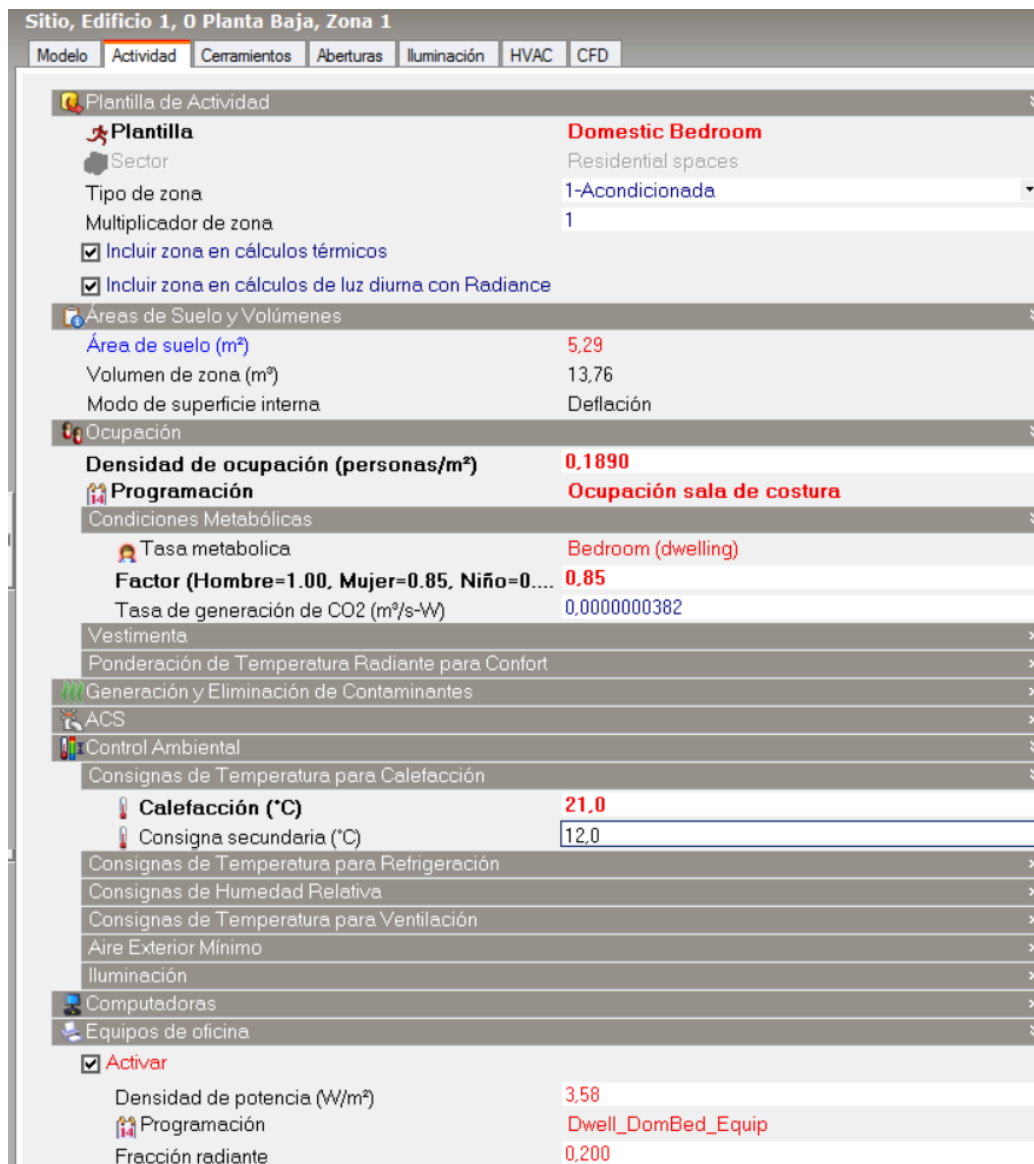 Sitio, Edificio 1, 0 Planta Baja, Zona 1
Modelo Actividad Cerramientos Aberturas Iluminación HVAC CFD
Plantilla de Actividad
Plantilla Domestic Bedroom
Sector Residential spaces
Tipo de zona 1-Acondicionada
Multiplicador de zona 1
Incluir zona en cálculos térmicos
Incluir zona en cálculos de luz diurna con Radiance
Áreas de Suelo y Volúmenes
Área de suelo (m²) 5,29
Volumen de zona (m³) 13,76
Modo de superficie interna Deflación
Ocupación
Densidad de ocupación (personas/m²) 0,1890
Programación Ocupación sala de costura
Condiciones Metabólicas
Tasa metabolica Bedroom (dwelling)
Factor (Hombre=1.00, Mujer=0.85, Niño=0.... 0,85
Tasa de generación de CO2 (m³/s-W) 0,0000000382
Vestimenta
Ponderación de Temperatura Radiante para Confort
Generación y Eliminación de Contaminantes
ACS
Control Ambiental
Consignas de Temperatura para Calefacción
Calefacción (°C) 21,0
Consigna secundaria (°C) 12,0
Consignas de Temperatura para Refrigeración
Consignas de Humedad Relativa
Consignas de Temperatura para Ventilación
Aire Exterior Mínimo
Iluminación
Computadoras
Equipos de oficina
Activar
Densidad de potencia (W/m²) 3,58
Programación Dwell_DomBed_Equip
Fracción radiante 0,200